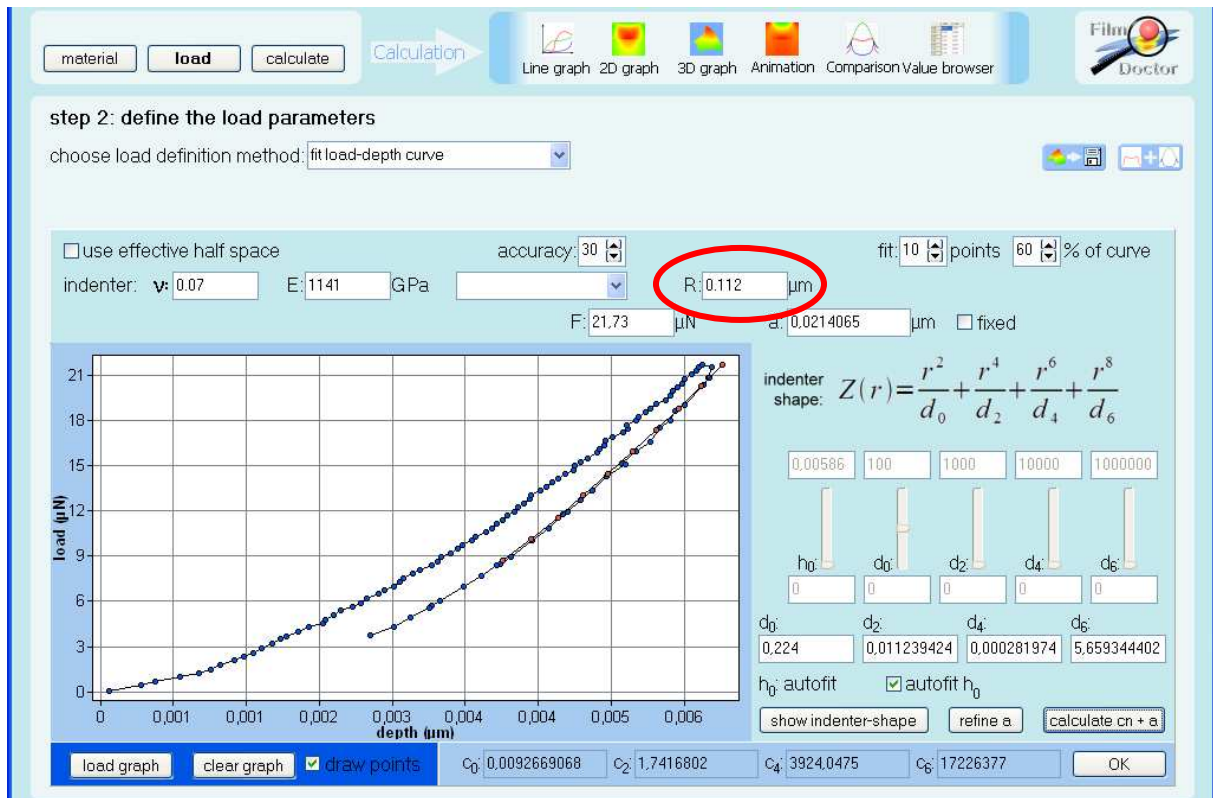 material load calculate Calculation Line graph 2D graph 3D graph Animation Comparison Value browser Film Doctor
step 2: define the load parameters
choose load definition method: fit load-depth curve
use effective half space accuracy: 30 fit: 10 points 60 % of curve
indenter: ν: 0.07 E: 1141 GPa R: 0.112 µm
F: 21,73 µN a: 0,0214065 µm fixed
indenter shape: Z(r)=r²/d₀+r⁴/d₂+r⁶/d₄+r⁸/d₆
0,00586 100 1000 10000 1000000
h₀: d₀: d₂: d₄: d₆:
0 0 0 0 0
d₀: d₂: d₄: d₆:
0,224 0,011239424 0,000281974 5,659344402
h₀: autofit autofit h₀
show indenter-shape refine a calculate cn + a
load (µN)
21
18
15
12
9
6
3
0
0 0,001 0,001 0,002 0,003 0,004 0,004 0,005 0,006
depth (µm)
load graph clear graph draw points c₀: 0,0092669068 c₂: 1,7416802 c₄: 3924,0475 c₆: 17226377 OK